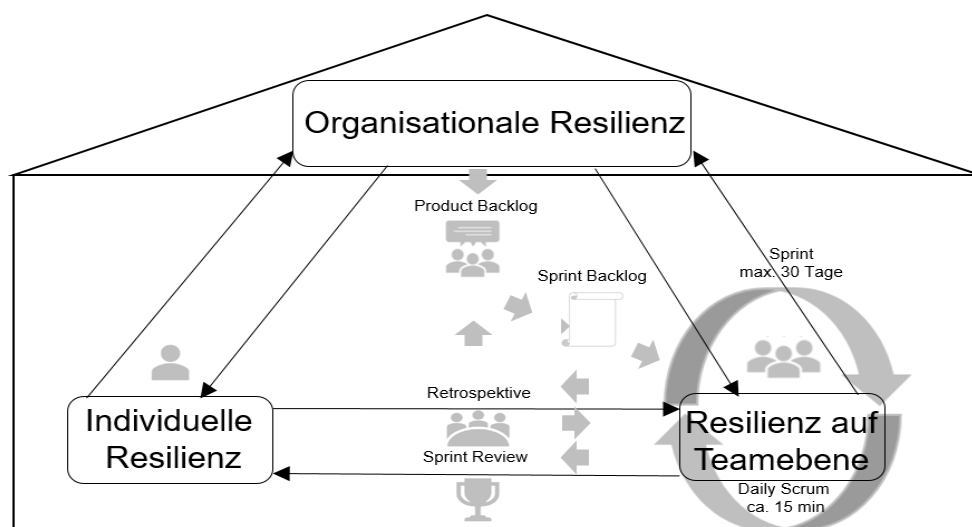 Organisationale Resilienz
Product Backlog
Sprint
max. 30 Tage
Sprint Backlog
Retrospektive
Individuelle
Resilienz
Resilienz auf
Teamebene
Sprint Review
Daily Scrum
ca. 15 min